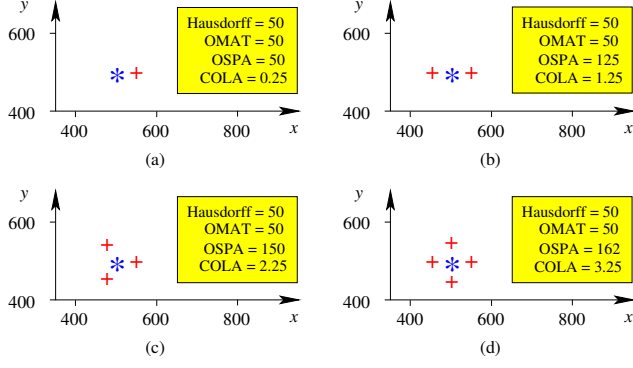 y
600
400
400 600 800 x
Hausdorff = 50
OMAT = 50
OSPA = 50
COLA = 0.25
(a)
y
600
400
400 600 800 x
Hausdorff = 50
OMAT = 50
OSPA = 125
COLA = 1.25
(b)
y
600
400
400 600 800 x
Hausdorff = 50
OMAT = 50
OSPA = 150
COLA = 2.25
(c)
y
600
400
400 600 800 x
Hausdorff = 50
OMAT = 50
OSPA = 162
COLA = 3.25
(d)